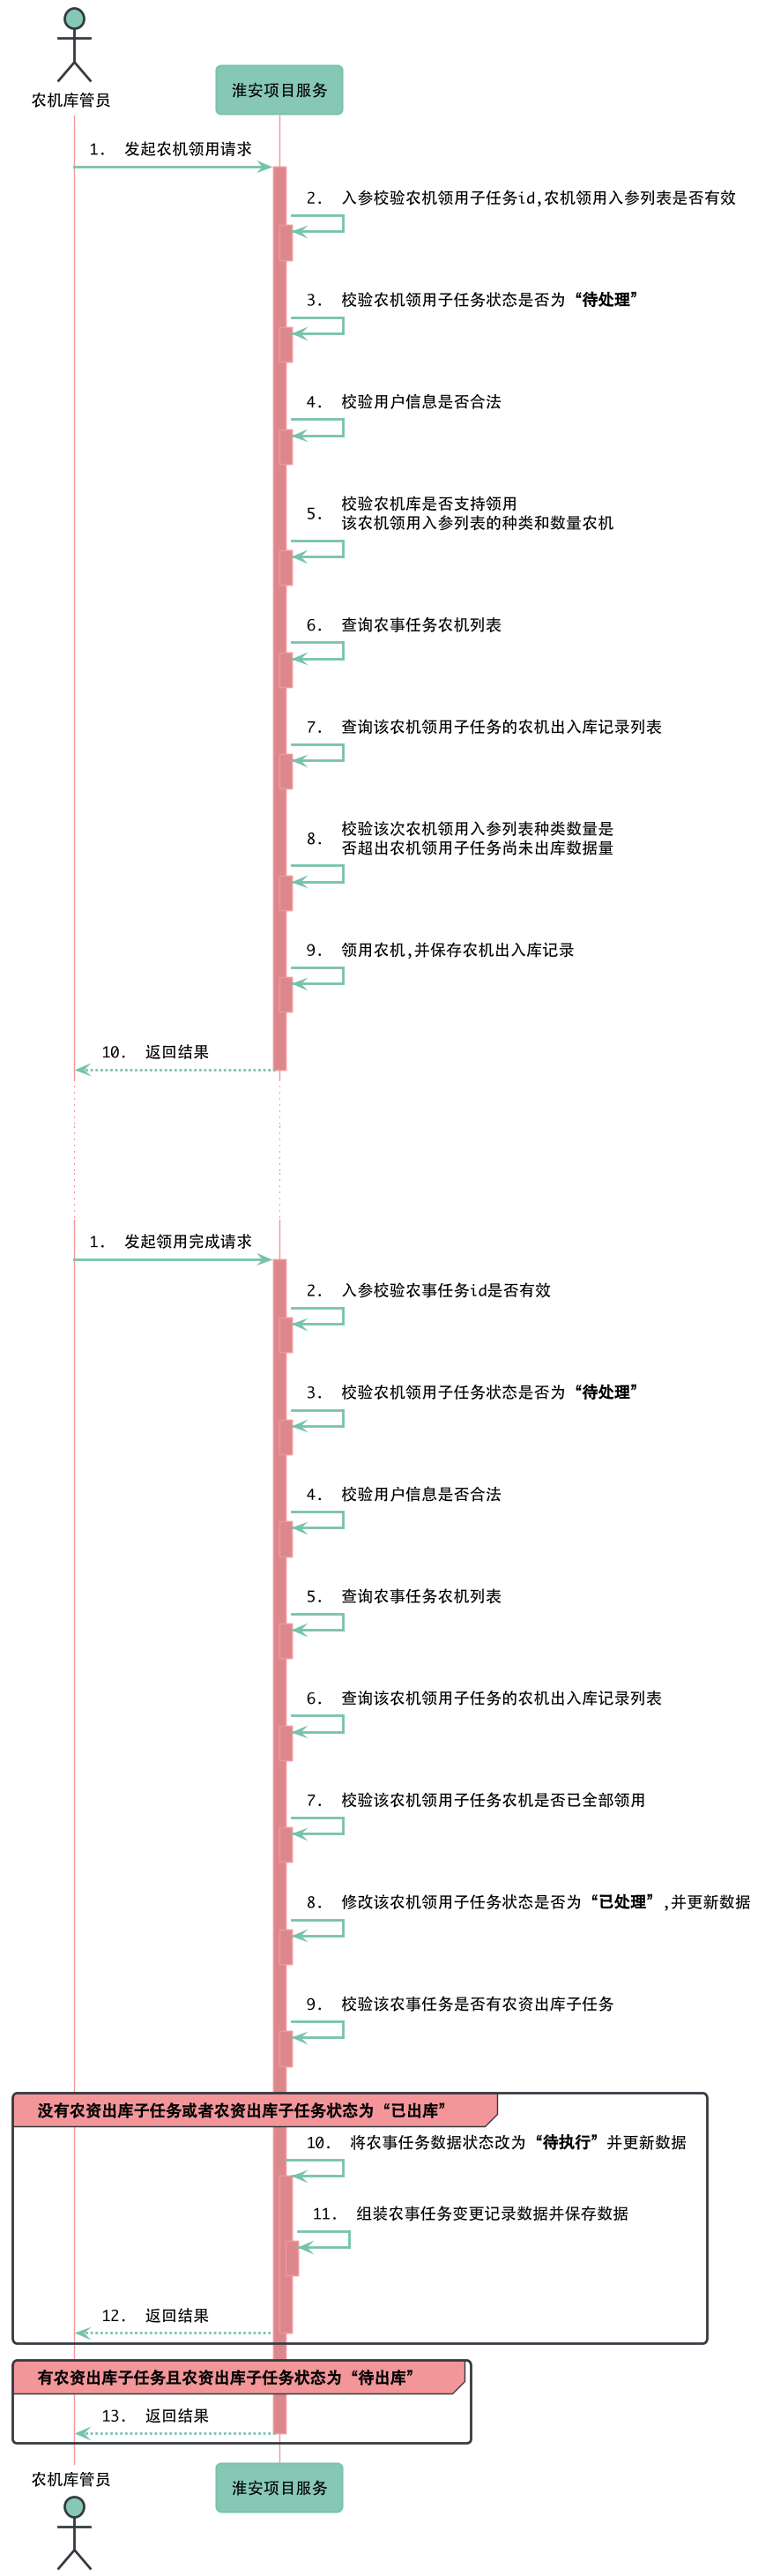 农机库管员
淮安项目服务
1. 发起农机领用请求
2. 入参校验农机领用子任务id,农机领用入参列表是否有效
3. 校验农机领用子任务状态是否为“待处理”
4. 校验用户信息是否合法
5. 校验农机库是否支持领用
该农机领用入参列表的种类和数量农机
6. 查询农事任务农机列表
7. 查询该农机领用子任务的农机出入库记录列表
8. 校验该次农机领用入参列表种类数量是
否超出农机领用子任务尚未出库数据量
9. 领用农机,并保存农机出入库记录
10. 返回结果
1. 发起领用完成请求
2. 入参校验农事任务id是否有效
3. 校验农机领用子任务状态是否为“待处理”
4. 校验用户信息是否合法
5. 查询农事任务农机列表
6. 查询该农机领用子任务的农机出入库记录列表
7. 校验该农机领用子任务农机是否已全部领用
8. 修改该农机领用子任务状态是否为“已处理”,并更新数据
9. 校验该农事任务是否有农资出库子任务
没有农资出库子任务或者农资出库子任务状态为“已出库”
10. 将农事任务数据状态改为“待执行”并更新数据
11. 组装农事任务变更记录数据并保存数据
12. 返回结果
有农资出库子任务且农资出库子任务状态为“待出库”
13. 返回结果
农机库管员
淮安项目服务